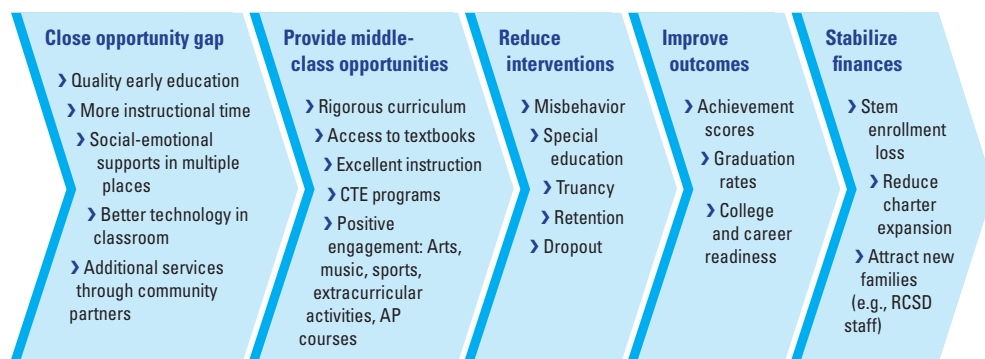 Close opportunity gap
❯ Quality early education
❯ More instructional time
❯ Social-emotional
supports in multiple
places
❯ Better technology in
classroom
❯ Additional services
through community
partners
Provide middle-
class opportunities
❯ Rigorous curriculum
❯ Access to textbooks
❯ Excellent instruction
❯ CTE programs
❯ Positive
engagement: Arts,
music, sports,
extracurricular
activities, AP
courses
Reduce
interventions
❯ Misbehavior
❯ Special
education
❯ Truancy
❯ Retention
❯ Dropout
Improve
outcomes
❯ Achievement
scores
❯ Graduation
rates
❯ College
and career
readiness
Stabilize
finances
❯ Stem
enrollment
loss
❯ Reduce
charter
expansion
❯ Attract new
families
(e.g., RCSD
staff)